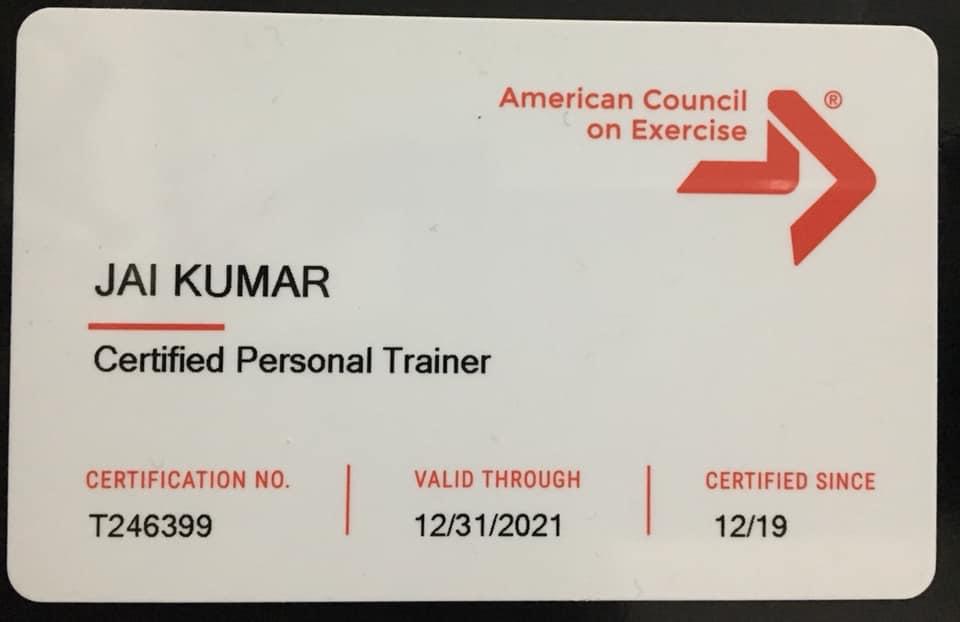 American Council
on Exercise
®
JAI KUMAR
Certified Personal Trainer
CERTIFICATION NO.
T246399
VALID THROUGH
12/31/2021
CERTIFIED SINCE
12/19